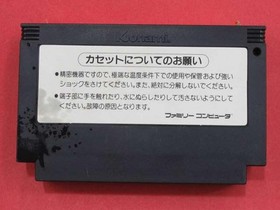 カセットについてのお願い
●精密機器ですので、極端な温度条件下での使用や保管および強い
ショックをさけてください。また、絶対に分解しないでください。
●端子部に手を触れたり、水にぬらしたりして汚さないようにして
ください。故障の原因となります。
ファミリー コンピュータ